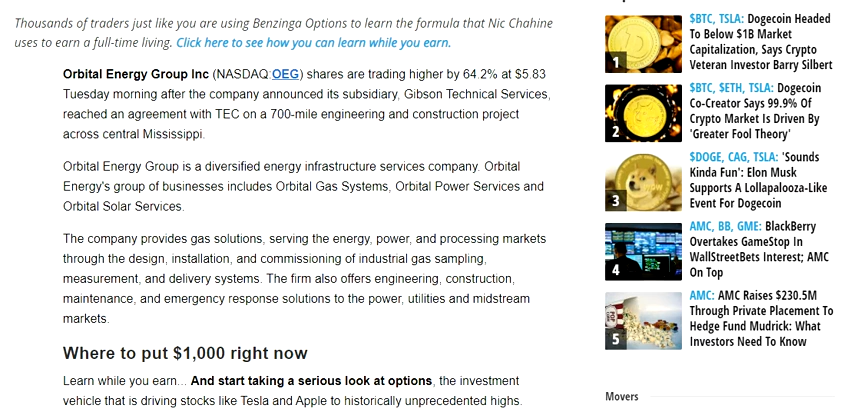 Thousands of traders just like you are using Benzinga Options to learn the formula that Nic Chahine
uses to earn a full-time living. Click here to see how you can learn while you earn.
Orbital Energy Group Inc (NASDAQ:OEG) shares are trading higher by 64.2% at $5.83
Tuesday morning after the company announced its subsidiary, Gibson Technical Services,
reached an agreement with TEC on a 700-mile engineering and construction project
across central Mississippi.
Orbital Energy Group is a diversified energy infrastructure services company. Orbital
Energy's group of businesses includes Orbital Gas Systems, Orbital Power Services and
Orbital Solar Services.
The company provides gas solutions, serving the energy, power, and processing markets
through the design, installation, and commissioning of industrial gas sampling,
measurement, and delivery systems. The firm also offers engineering, construction,
maintenance, and emergency response solutions to the power, utilities and midstream
markets.
Where to put $1,000 right now
Learn while you earn... And start taking a serious look at options, the investment
vehicle that is driving stocks like Tesla and Apple to historically unprecedented highs.
1
$BTC, TSLA: Dogecoin Headed
To Below $1B Market
Capitalization, Says Crypto
Veteran Investor Barry Silbert
2
$BTC, $ETH, TSLA: Dogecoin
Co-Creator Says 99.9% Of
Crypto Market Is Driven By
'Greater Fool Theory'
3
$DOGE, CAG, TSLA: 'Sounds
Kinda Fun': Elon Musk
Supports A Lollapalooza-Like
Event For Dogecoin
4
AMC, BB, GME: BlackBerry
Overtakes GameStop In
WallStreetBets Interest; AMC
On Top
5
AMC: AMC Raises $230.5M
Through Private Placement To
Hedge Fund Mudrick: What
Investors Need To Know
Movers